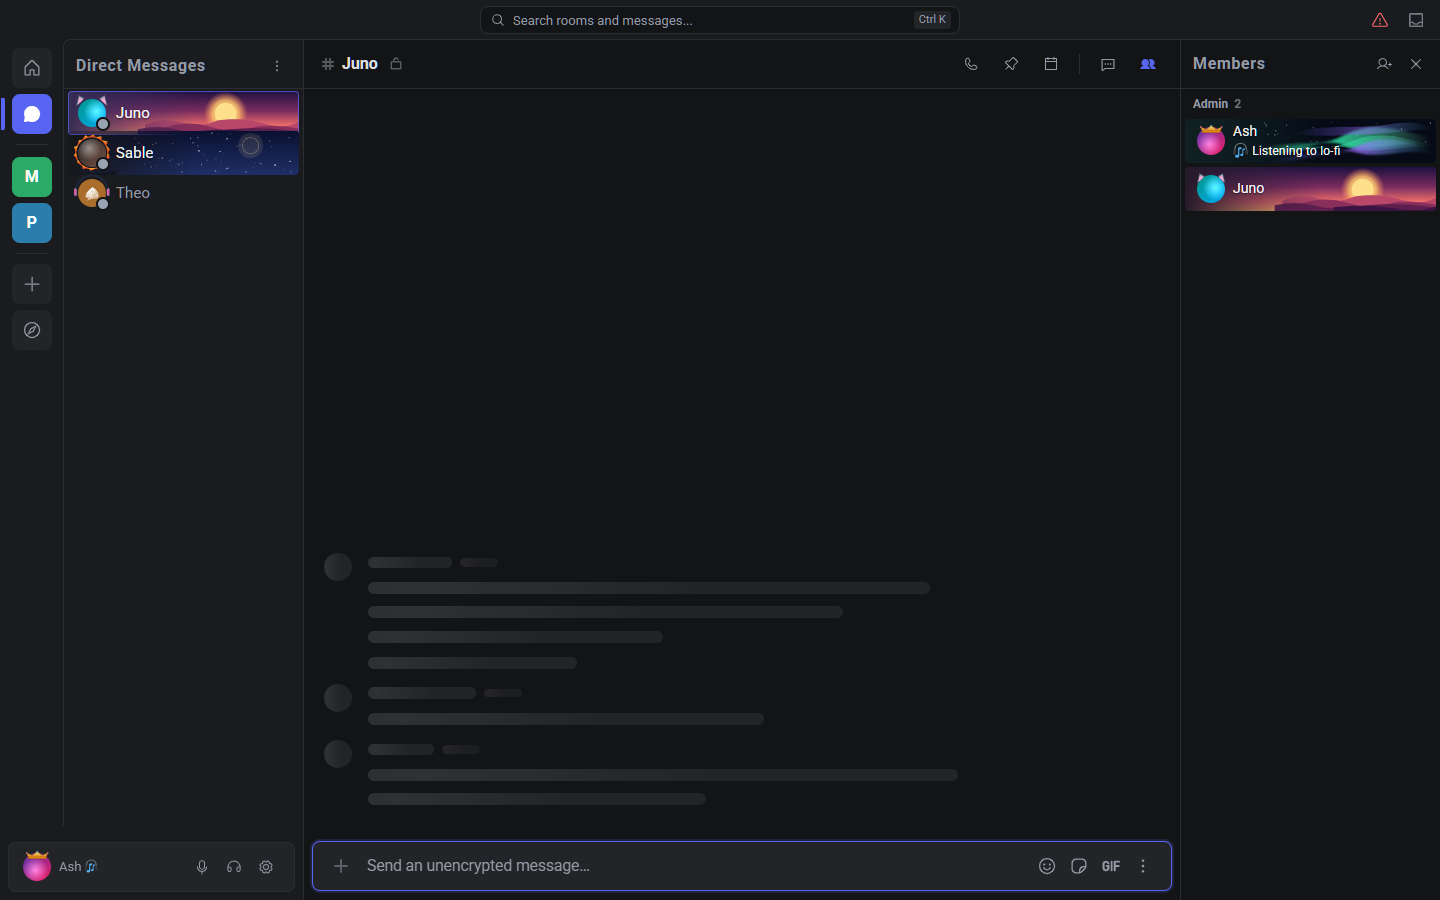 Search rooms and messages...
Ctrl K
Direct Messages
Juno
Sable
Theo
M
P
Juno
Members
Admin 2
Ash
Listening to lo-fi
Juno
Ash
Send an unencrypted message...
GIF